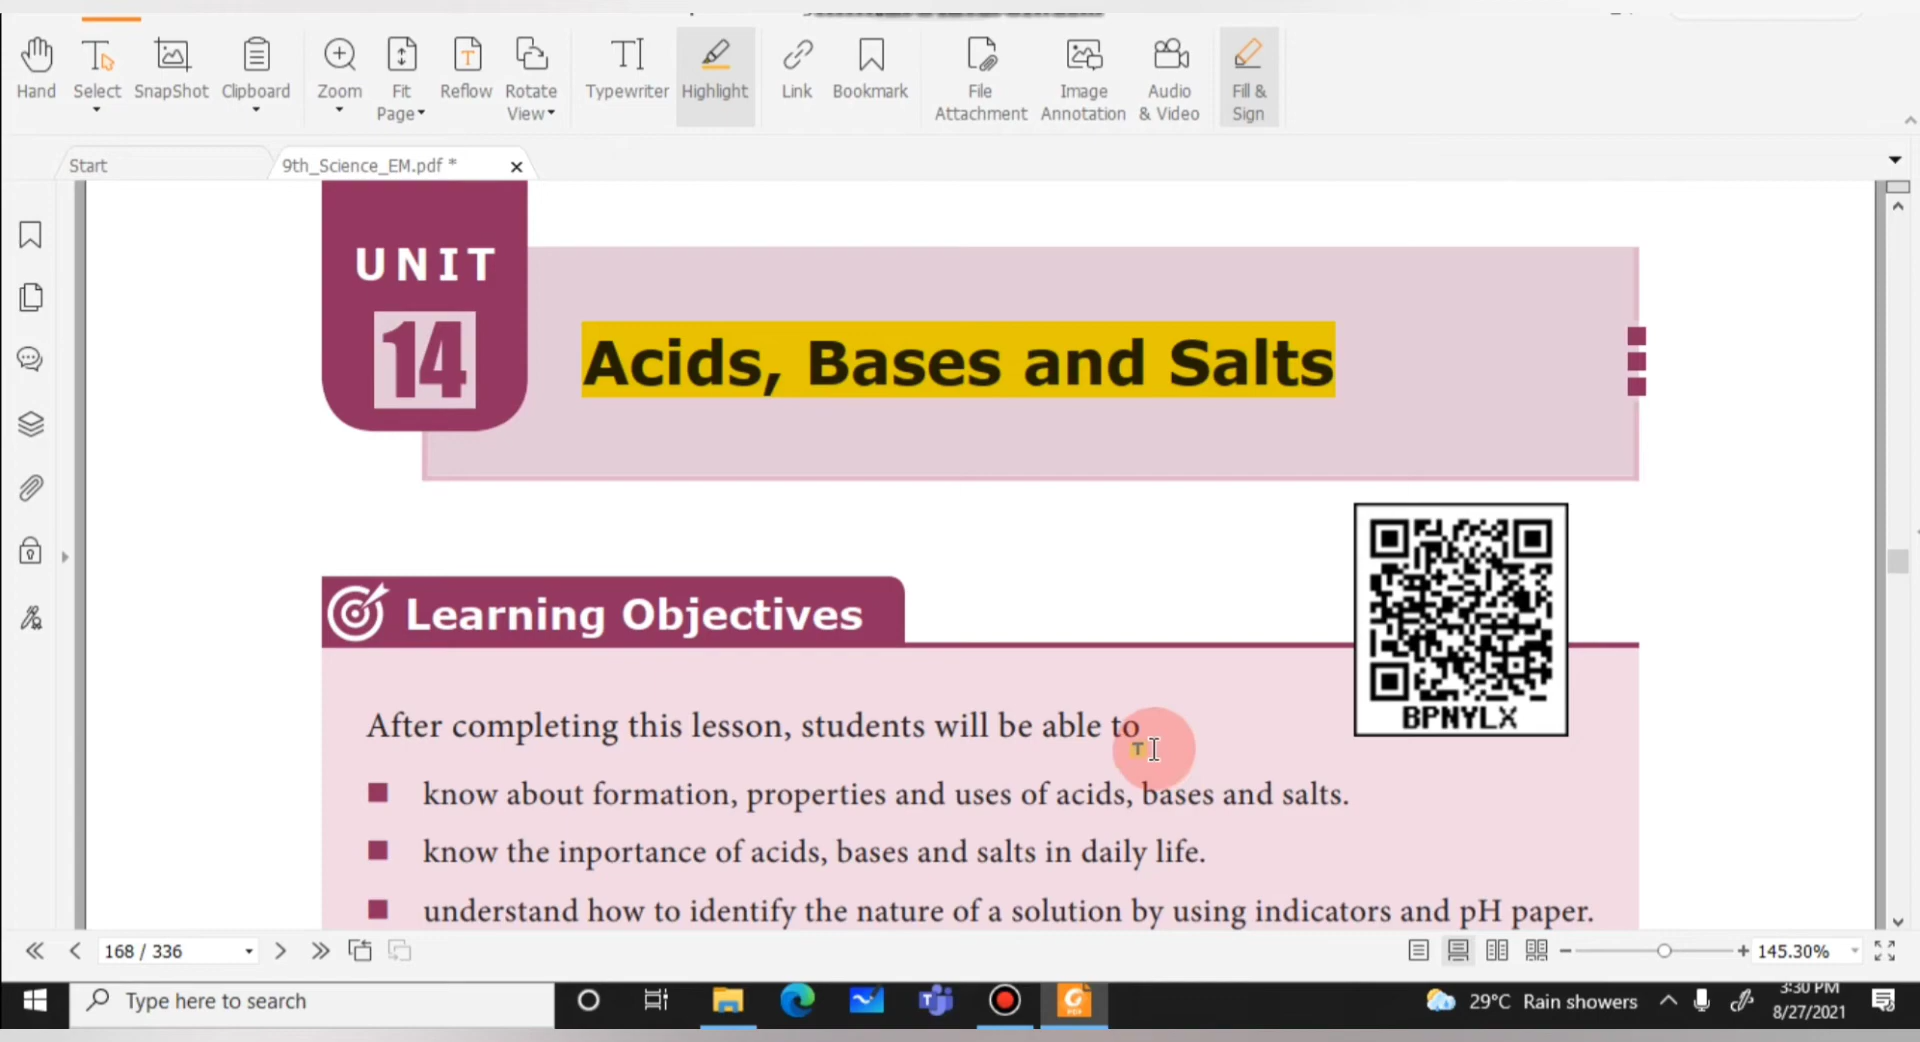 Hand
Select
SnapShot
Clipboard
Zoom
Fit Page
Reflow
Rotate View
Typewriter
Highlight
Link
Bookmark
File Attachment
Image Annotation
Audio & Video
Fill & Sign
Start
9th_Science_EM.pdf *
UNIT
14
Acids, Bases and Salts
BPNYLX
Learning Objectives
After completing this lesson, students will be able to
know about formation, properties and uses of acids, bases and salts.
know the inportance of acids, bases and salts in daily life.
understand how to identify the nature of a solution by using indicators and pH paper.
168 / 336
145.30%
Type here to search
29°C Rain showers
3:30 PM
8/27/2021